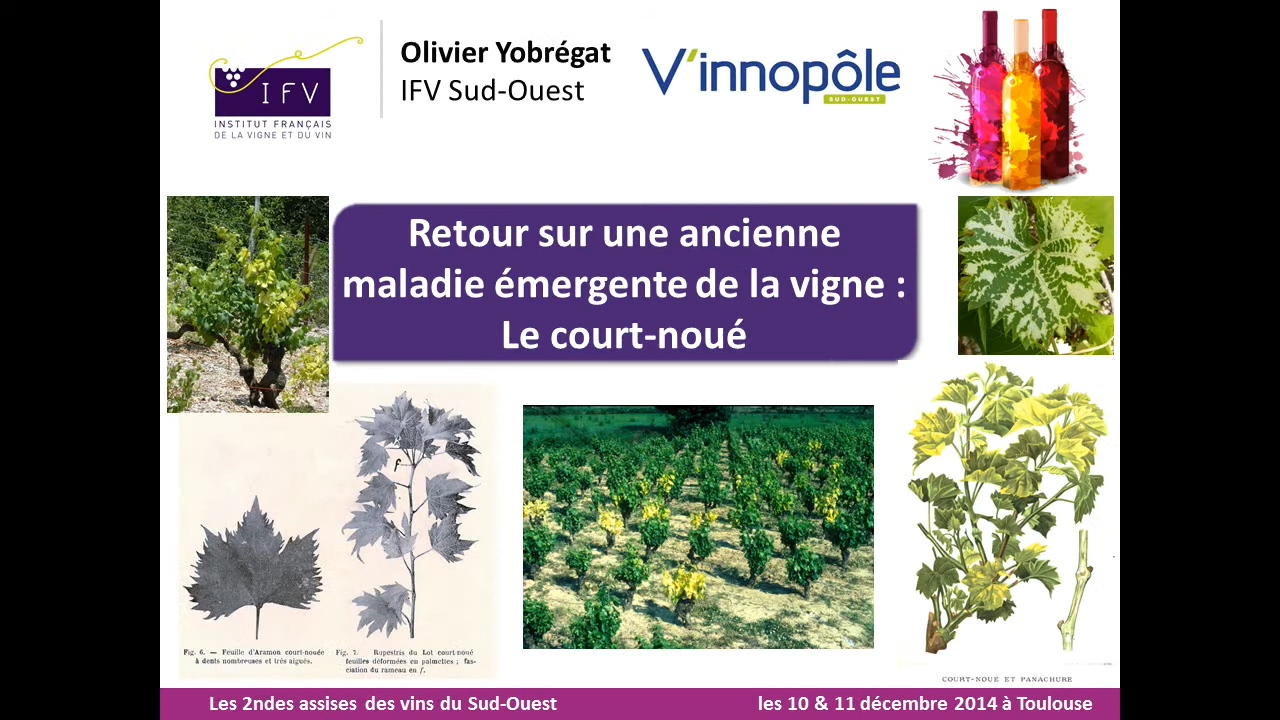 IFV
INSTITUT FRANÇAIS
DE LA VIGNE ET DU VIN
Olivier Yobrégat
IFV Sud-Ouest
V'innopôle
SUD-OUEST
Retour sur une ancienne
maladie émergente de la vigne :
Le court-noué
f
Fig. 6. — Feuille d'Aramon court-nouée
à dents nombreuses et très aiguës.
Fig. 7. Rupestris du Lot court-noué
feuilles déformées en palmettes ; fas-
ciation du rameau en f.
COURT-NOUÉ ET PANACHURE
Les 2ndes assises des vins du Sud-Ouest
les 10 & 11 décembre 2014 à Toulouse